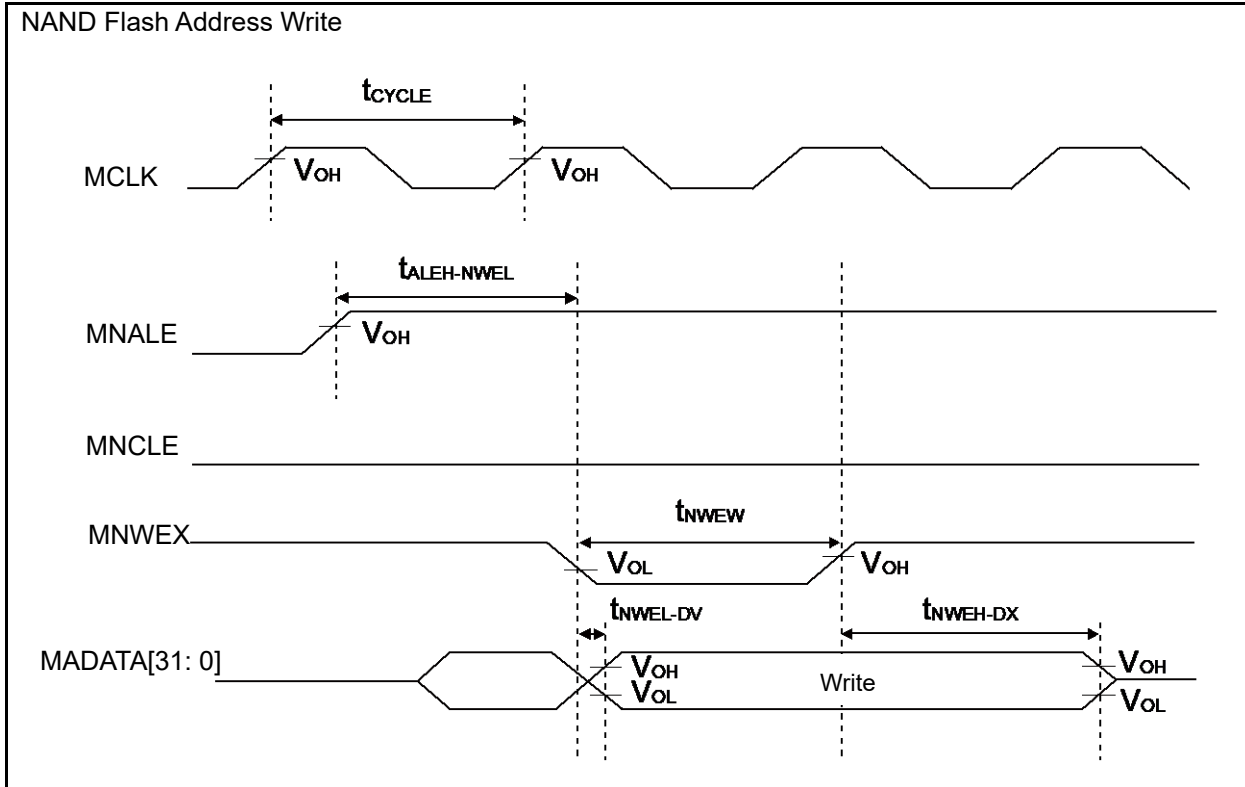 NAND Flash Address Write
tCYCLE
MCLK
VOH
VOH
tALEH-NWEL
MNALE
VOH
MNCLE
tNWEW
MNWEX
VOL
VOH
tNWEL-DV
tNWEH-DX
MADATA[31: 0]
VOH
VOL
Write
VOH
VOL